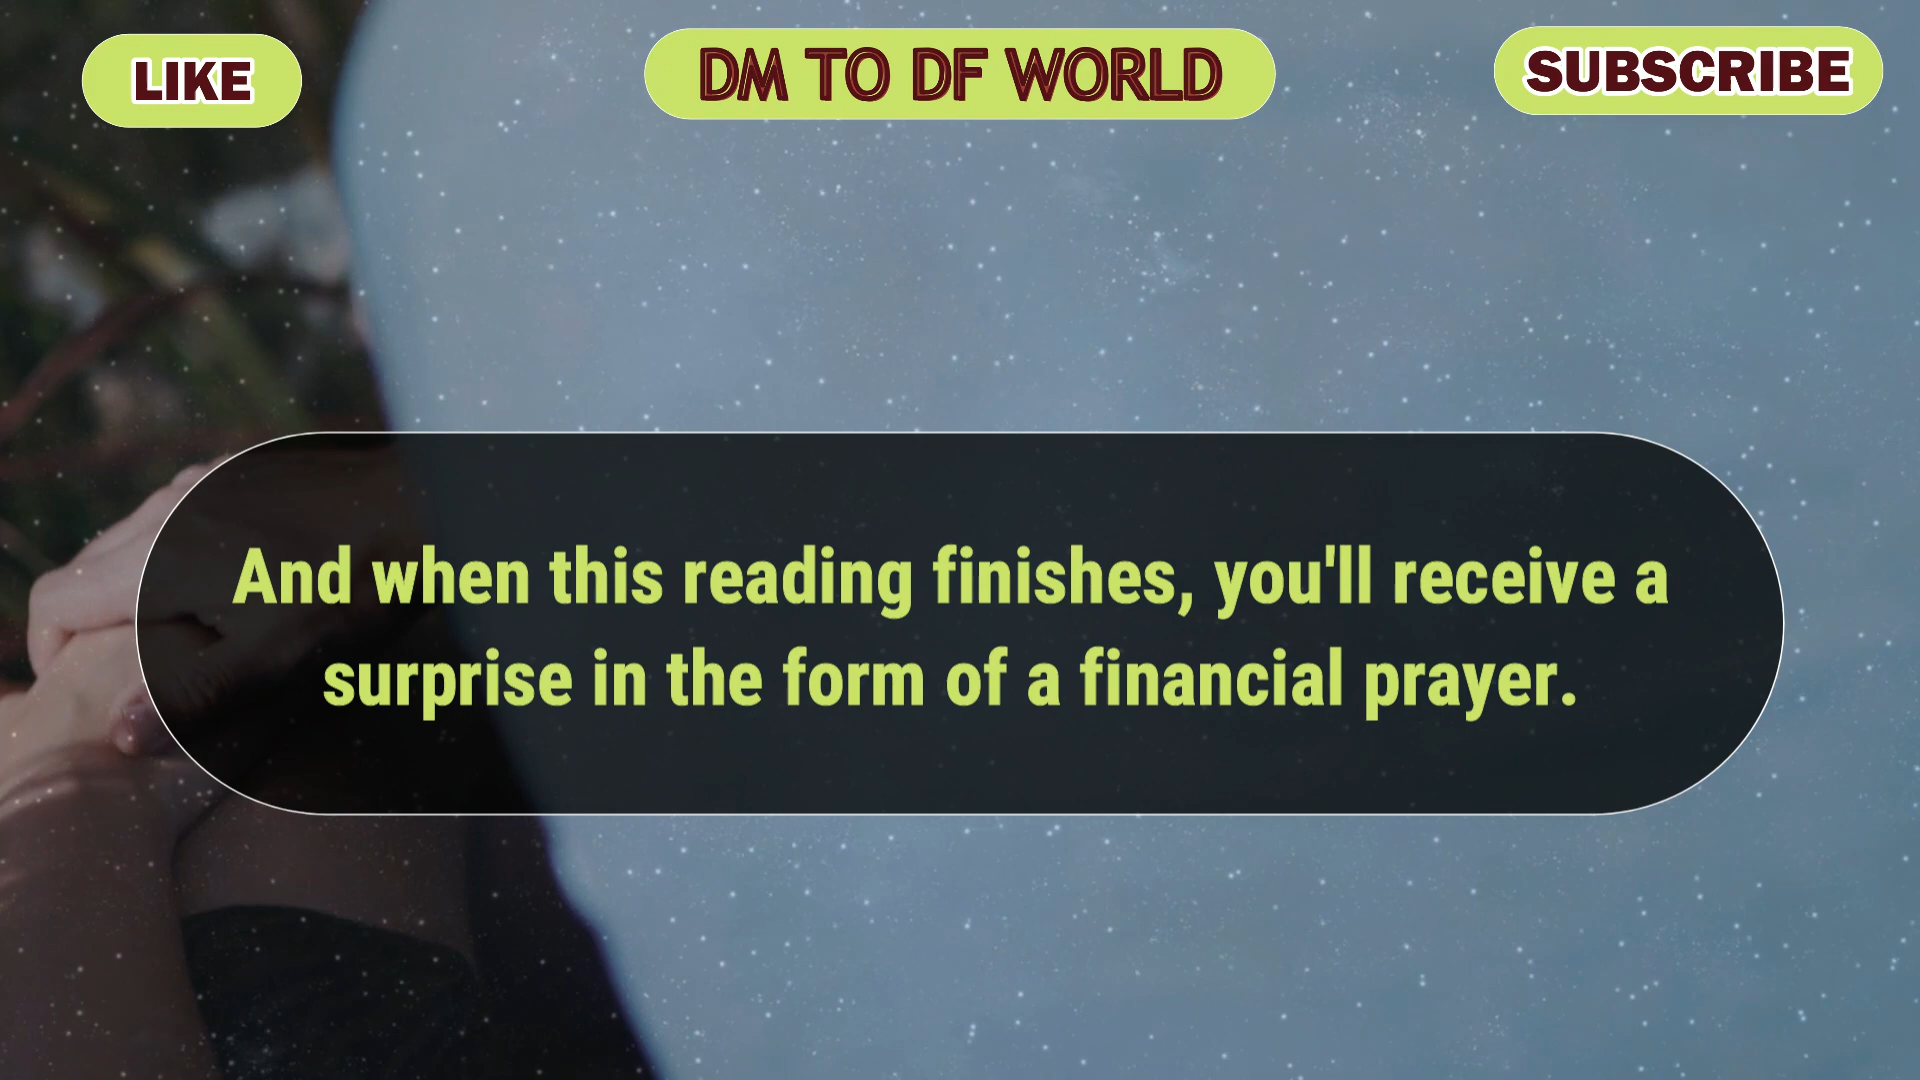 LIKE
DM TO DF WORLD
SUBSCRIBE
And when this reading finishes, you'll receive a
surprise in the form of a financial prayer.